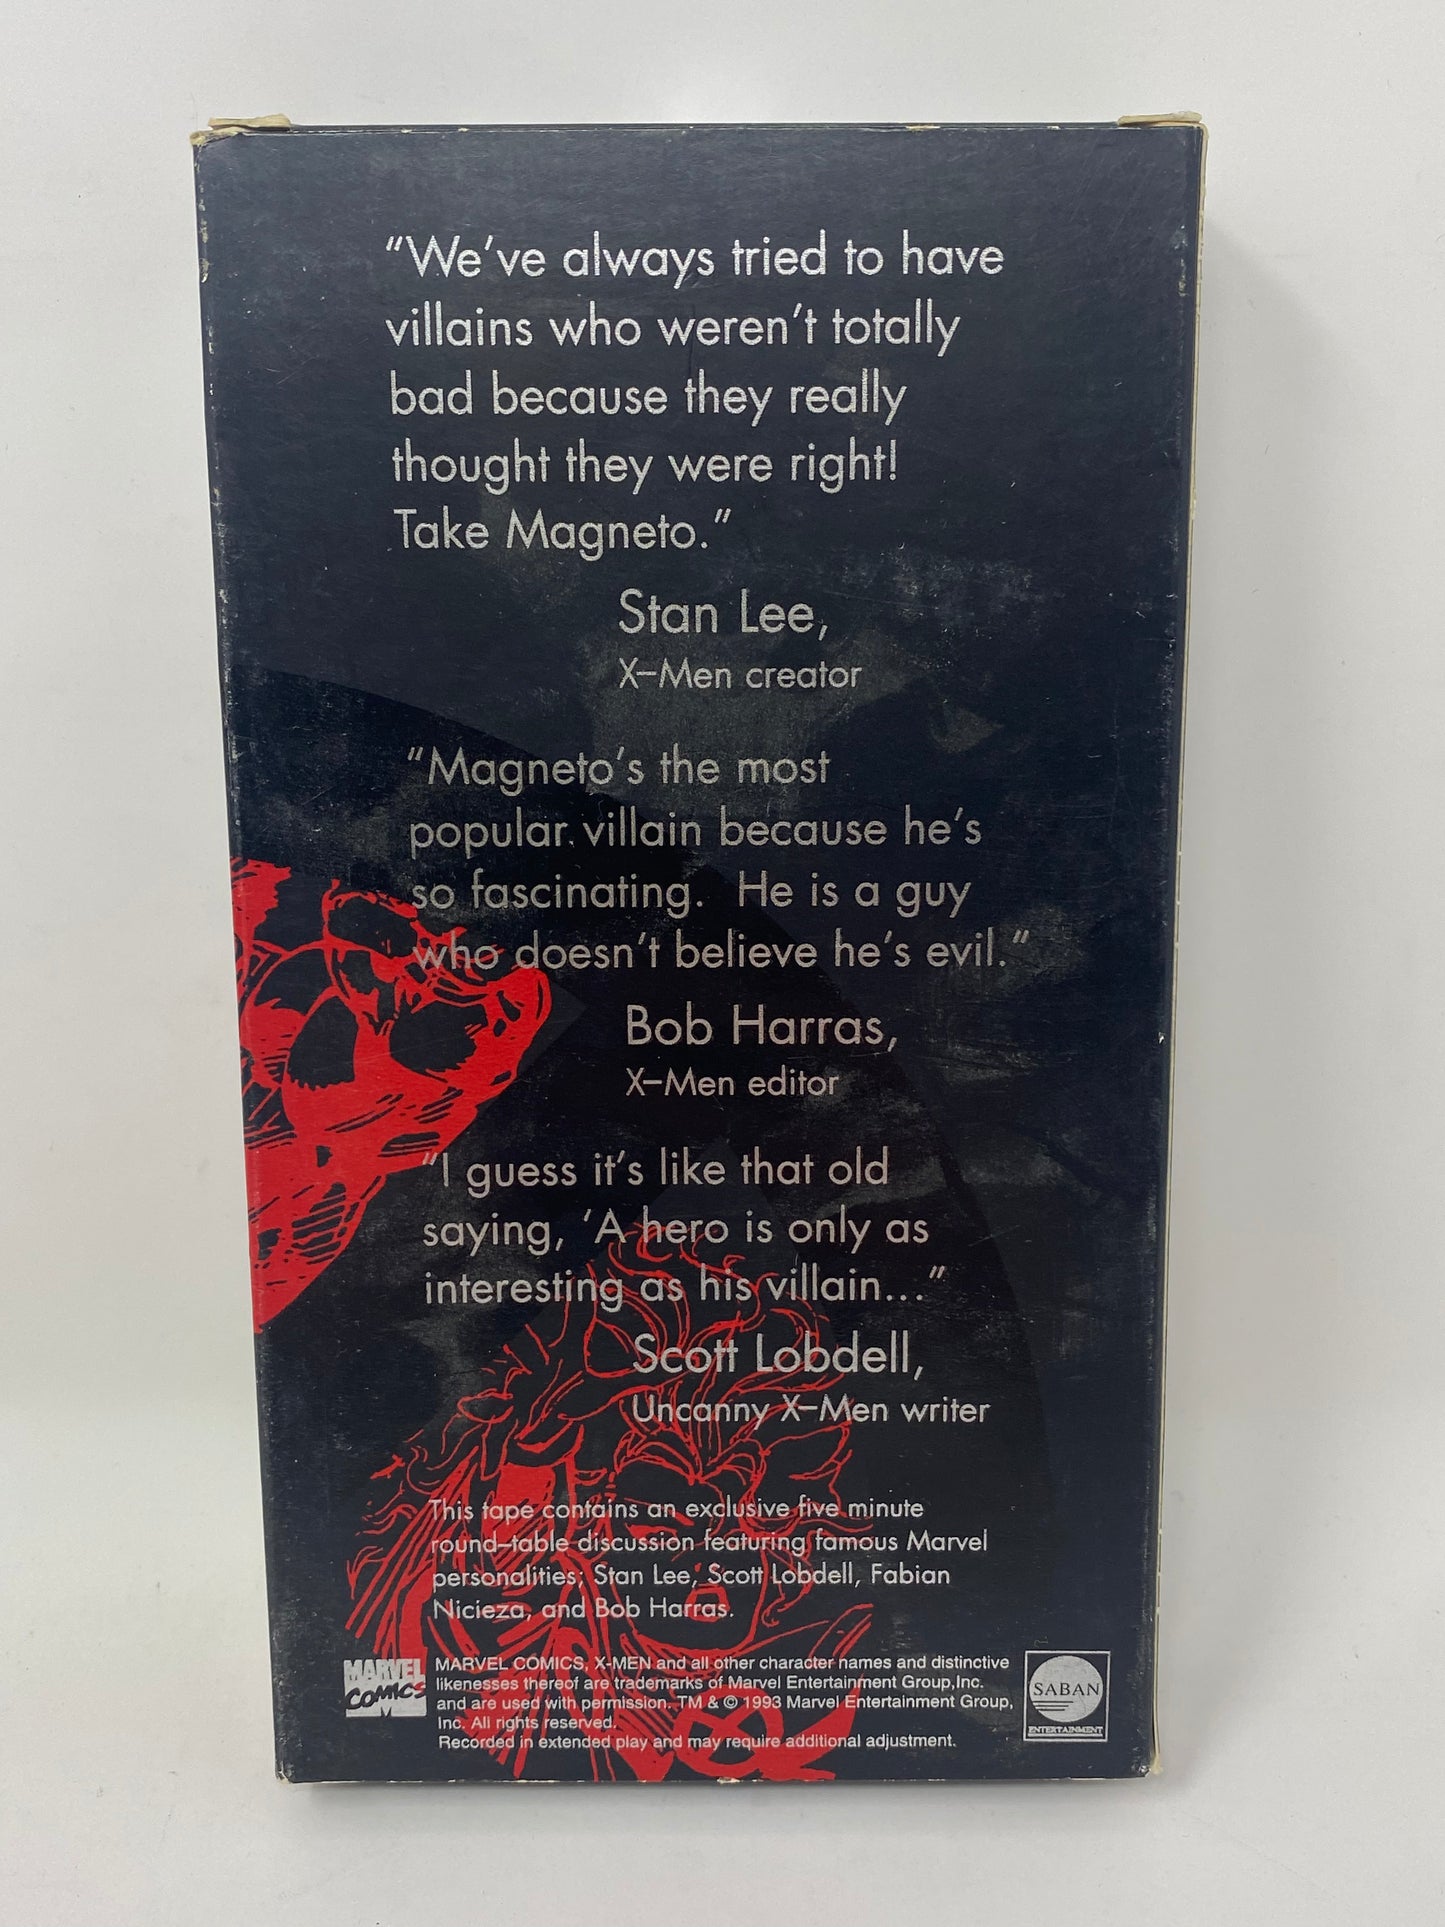 “We’ve always tried to have
villains who weren’t totally
bad because they really
thought they were right!
Take Magneto.”
Stan Lee,
X–Men creator
“Magneto’s the most
popular villain because he’s
so fascinating. He is a guy
who doesn’t believe he’s evil.”
Bob Harras,
X–Men editor
“I guess it’s like that old
saying, ‘A hero is only as
interesting as his villain...”
Scott Lobdell,
Uncanny X–Men writer
This tape contains an exclusive five minute
round–table discussion featuring famous Marvel
personalities; Stan Lee, Scott Lobdell, Fabian
Nicieza, and Bob Harras.
MARVEL
COMICS
MARVEL COMICS, X-MEN and all other character names and distinctive
likenesses thereof are trademarks of Marvel Entertainment Group,Inc.
and are used with permission. TM & © 1993 Marvel Entertainment Group,
Inc. All rights reserved.
Recorded in extended play and may require additional adjustment.
SABAN
ENTERTAINMENT